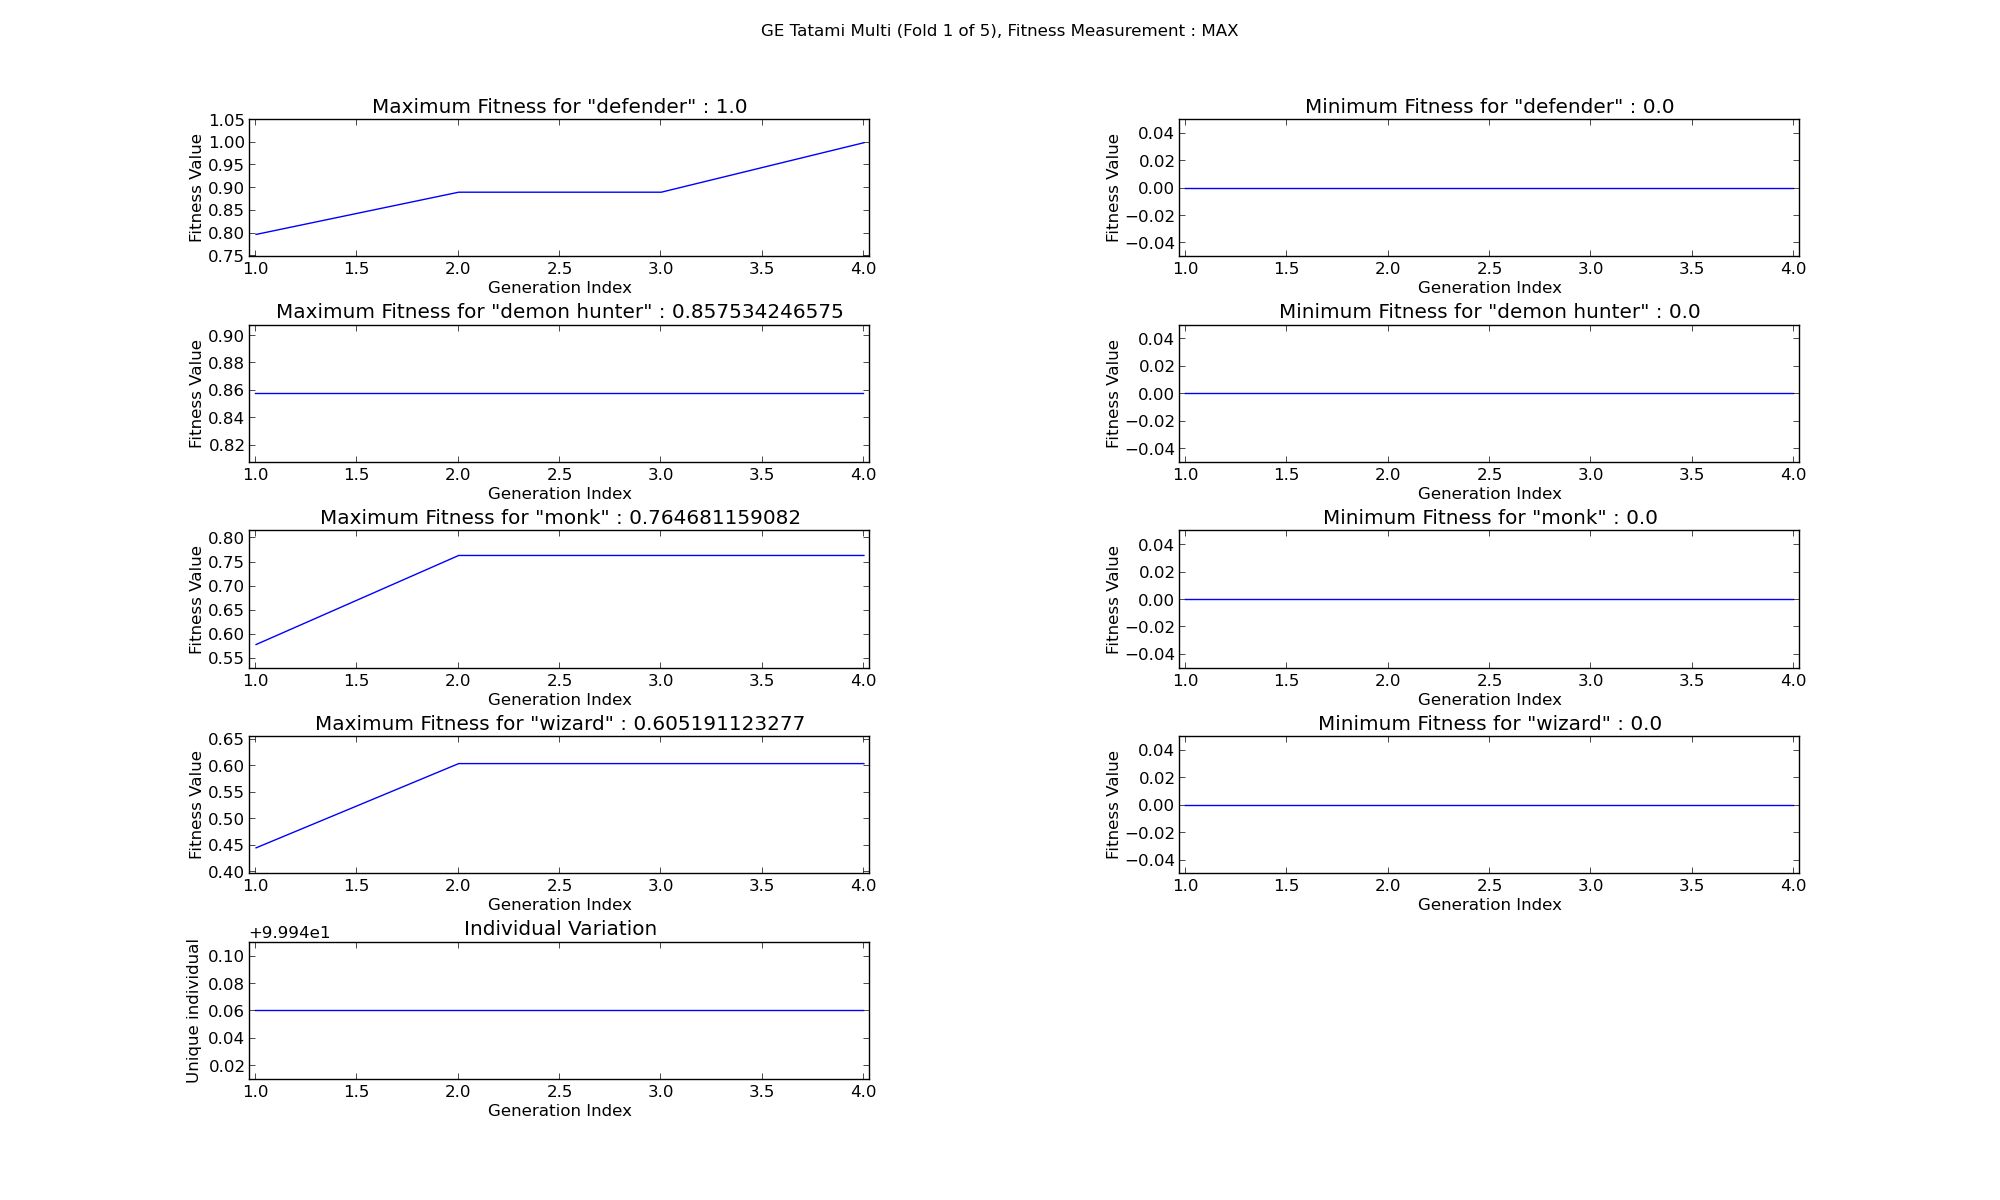 GE Tatami Multi (Fold 1 of 5), Fitness Measurement : MAX
Maximum Fitness for "defender" : 1.0
Fitness Value
1.05
1.00
0.95
0.90
0.85
0.80
0.75
1.0 1.5 2.0 2.5 3.0 3.5 4.0
Generation Index
Minimum Fitness for "defender" : 0.0
Fitness Value
0.04
0.02
0.00
−0.02
−0.04
1.0 1.5 2.0 2.5 3.0 3.5 4.0
Generation Index
Maximum Fitness for "demon hunter" : 0.857534246575
Fitness Value
0.90
0.88
0.86
0.84
0.82
1.0 1.5 2.0 2.5 3.0 3.5 4.0
Generation Index
Minimum Fitness for "demon hunter" : 0.0
Fitness Value
0.04
0.02
0.00
−0.02
−0.04
1.0 1.5 2.0 2.5 3.0 3.5 4.0
Generation Index
Maximum Fitness for "monk" : 0.764681159082
Fitness Value
0.80
0.75
0.70
0.65
0.60
0.55
1.0 1.5 2.0 2.5 3.0 3.5 4.0
Generation Index
Minimum Fitness for "monk" : 0.0
Fitness Value
0.04
0.02
0.00
−0.02
−0.04
1.0 1.5 2.0 2.5 3.0 3.5 4.0
Generation Index
Maximum Fitness for "wizard" : 0.605191123277
Fitness Value
0.65
0.60
0.55
0.50
0.45
0.40
1.0 1.5 2.0 2.5 3.0 3.5 4.0
Generation Index
Minimum Fitness for "wizard" : 0.0
Fitness Value
0.04
0.02
0.00
−0.02
−0.04
1.0 1.5 2.0 2.5 3.0 3.5 4.0
Generation Index
Individual Variation
+9.994e1
Unique individual
0.10
0.08
0.06
0.04
0.02
1.0 1.5 2.0 2.5 3.0 3.5 4.0
Generation Index